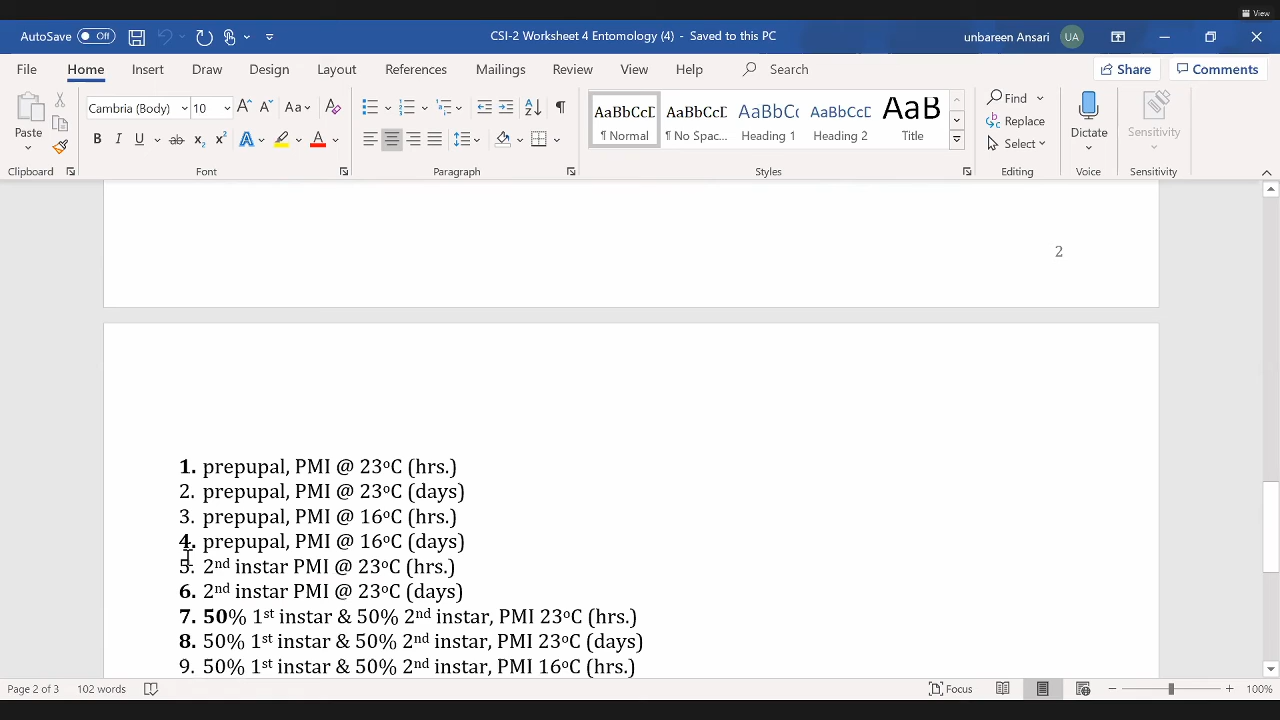 View
AutoSave Off
CSI-2 Worksheet 4 Entomology (4) - Saved to this PC
unbareen Ansari UA
File Home Insert Draw Design Layout References Mailings Review View Help Search Share Comments
Paste
Clipboard
Cambria (Body) 10
Font
Paragraph
AaBbCcD AaBbCcD AaBbCc AaBbCcD AaB
¶ Normal ¶ No Spac... Heading 1 Heading 2 Title
Styles
Find
Replace
Select
Editing
Dictate
Voice
Sensitivity
Sensitivity
2
1. prepupal, PMI @ 23ºC (hrs.)
2. prepupal, PMI @ 23ºC (days)
3. prepupal, PMI @ 16ºC (hrs.)
4. prepupal, PMI @ 16ºC (days)
5. 2nd instar PMI @ 23ºC (hrs.)
6. 2nd instar PMI @ 23ºC (days)
7. 50% 1st instar & 50% 2nd instar, PMI 23ºC (hrs.)
8. 50% 1st instar & 50% 2nd instar, PMI 23ºC (days)
9. 50% 1st instar & 50% 2nd instar, PMI 16ºC (hrs.)
Page 2 of 3 102 words Focus 100%